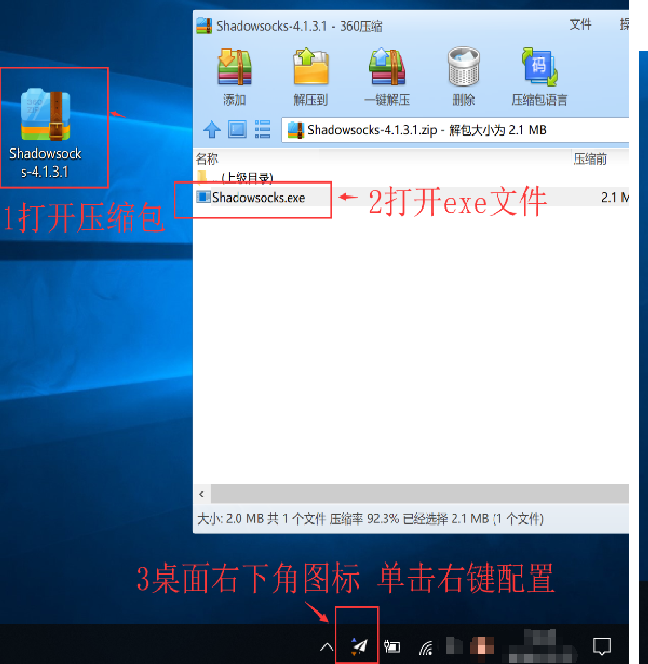 Shadowsocks-4.1.3.1 - 360压缩
文件
添加
解压到
一键解压
删除
压缩包语言
Shadowsocks-4.1.3.1.zip - 解包大小为 2.1 MB
名称
压缩前
(上级目录)
Shadowsocks.exe
2.1 M
Shadowsock
s-4.1.3.1
1打开压缩包
2打开exe文件
大小: 2.0 MB 共 1 个文件 压缩率 92.3% 已经选择 2.1 MB (1 个文件)
3桌面右下角图标 单击右键配置
码